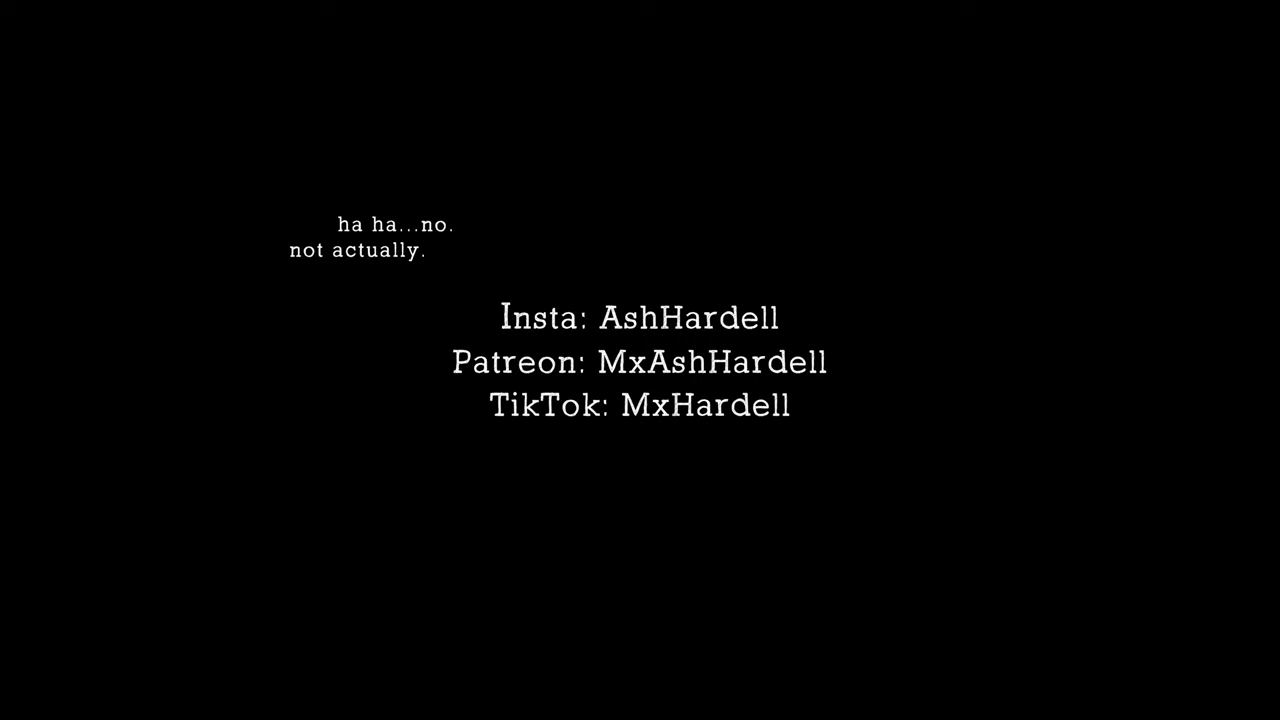 ha ha...no.
not actually.
Insta: AshHardell
Patreon: MxAshHardell
TikTok: MxHardell